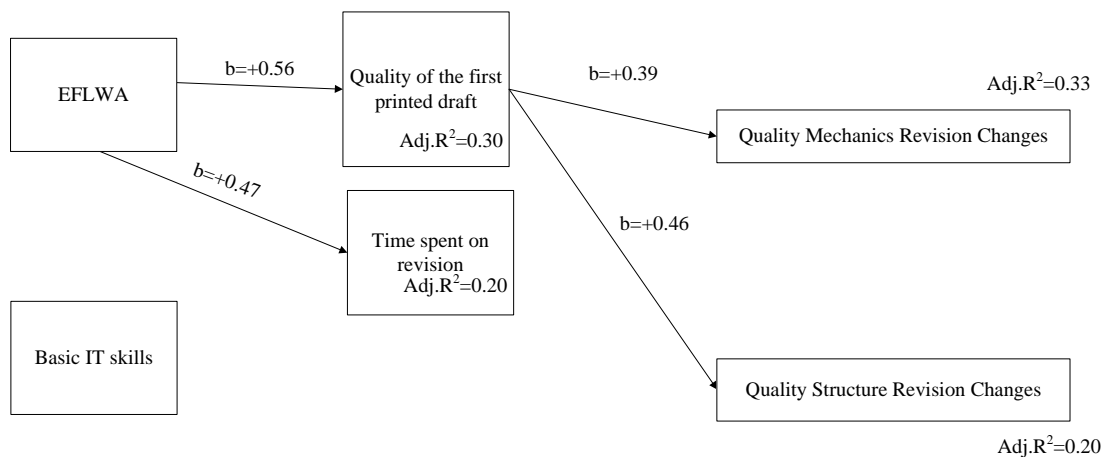 EFLWA
b=+0.56
Quality of the first
printed draft
Adj.R²=0.30
b=+0.39
Adj.R²=0.33
Quality Mechanics Revision Changes
b=+0.47
Time spent on
revision
Adj.R²=0.20
b=+0.46
Basic IT skills
Quality Structure Revision Changes
Adj.R²=0.20